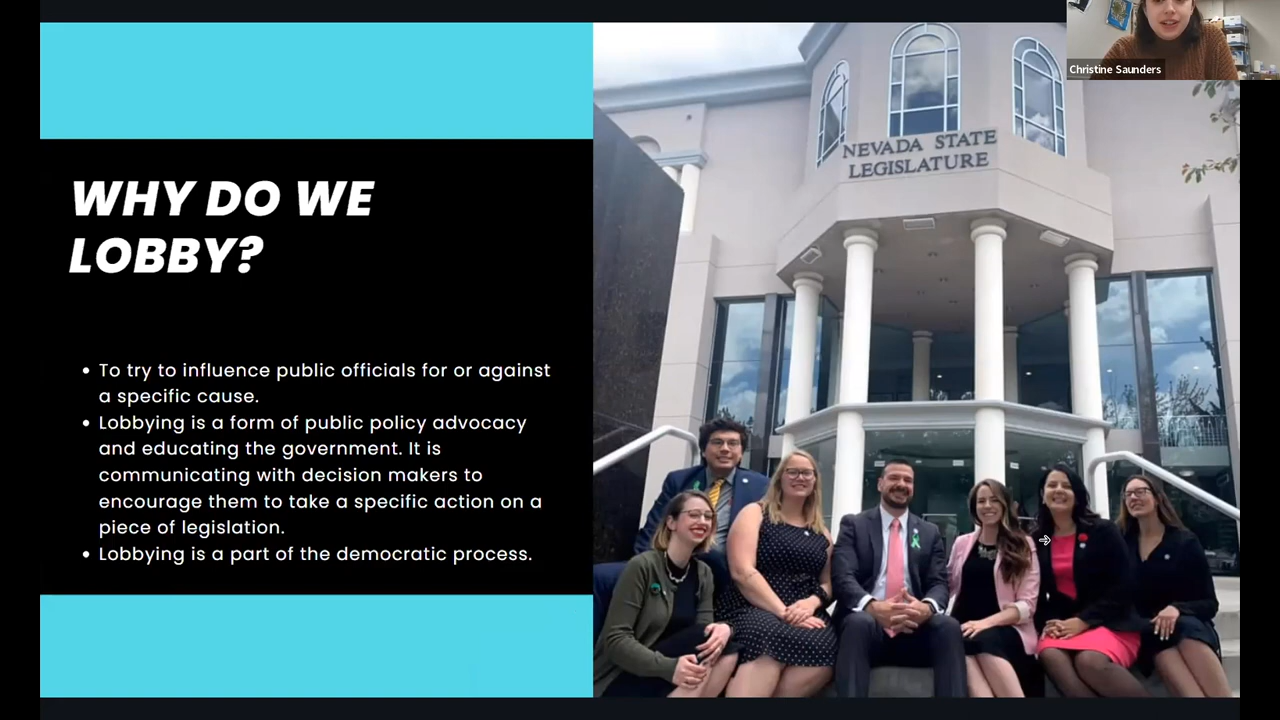 Christine Saunders
NEVADA STATE
LEGISLATURE
WHY DO WE
LOBBY?
• To try to influence public officials for or against
a specific cause.
• Lobbying is a form of public policy advocacy
and educating the government. It is
communicating with decision makers to
encourage them to take a specific action on a
piece of legislation.
• Lobbying is a part of the democratic process.